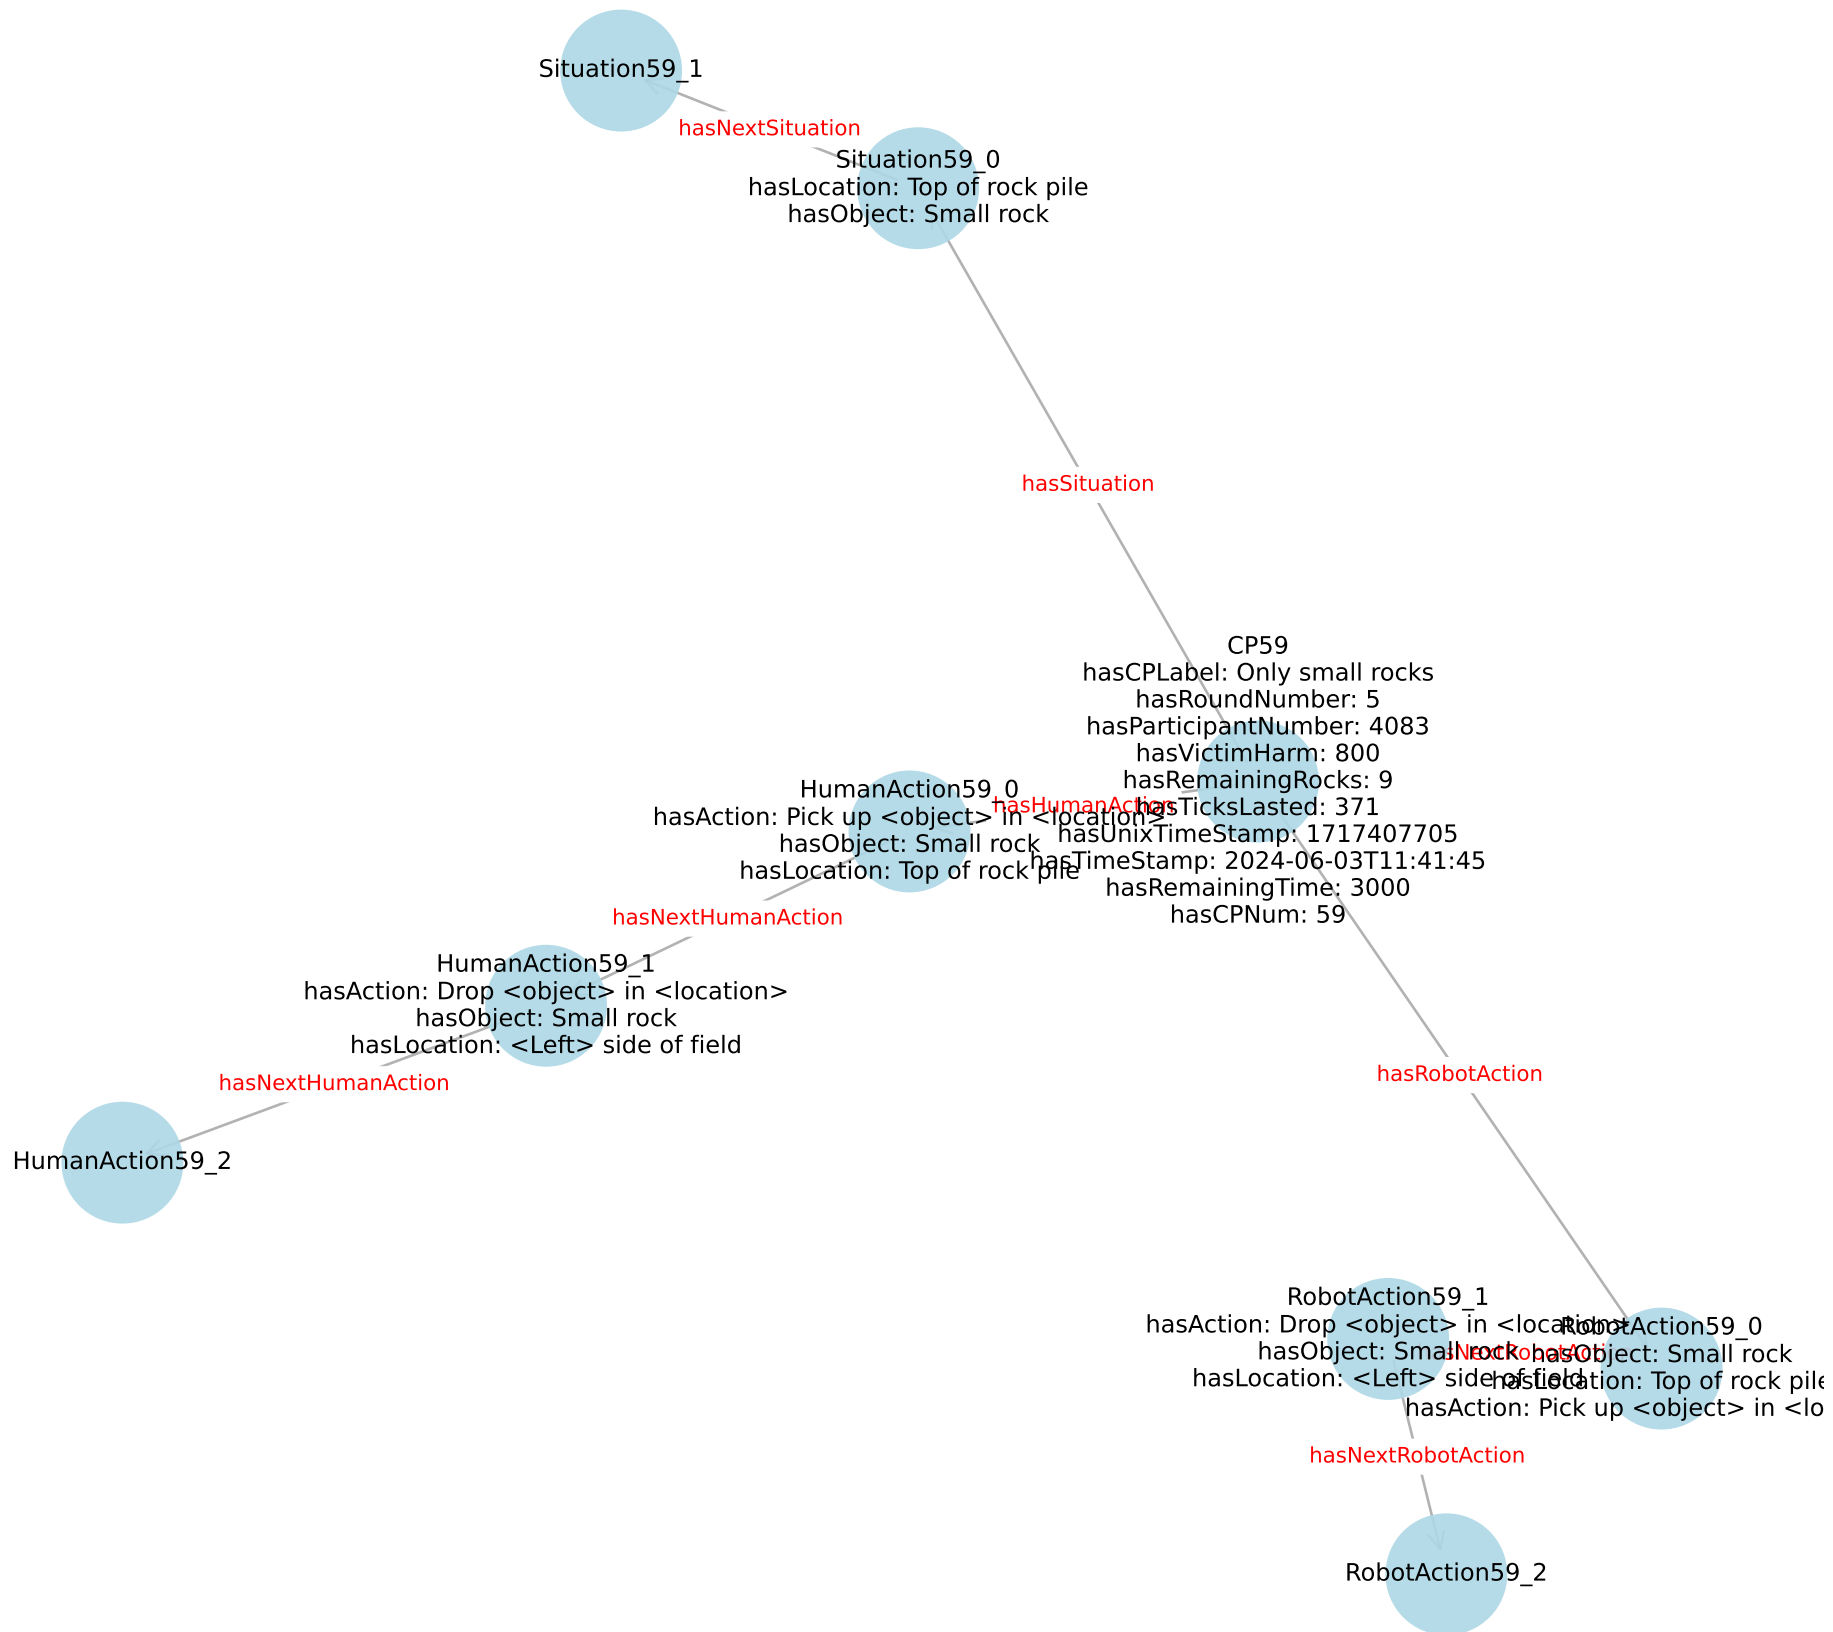 Situation59_1
hasNextSituation
Situation59_0
hasLocation: Top of rock pile
hasObject: Small rock
hasSituation
CP59
hasCPLabel: Only small rocks
hasRoundNumber: 5
hasParticipantNumber: 4083
hasVictimHarm: 800
hasRemainingRocks: 9
hasTicksLasted: 371
hasUnixTimeStamp: 1717407705
hasTimeStamp: 2024-06-03T11:41:45
hasRemainingTime: 3000
hasCPNum: 59
hasHumanAction
HumanAction59_0
hasAction: Pick up <object> in <location>
hasObject: Small rock
hasLocation: Top of rock pile
hasNextHumanAction
HumanAction59_1
hasAction: Drop <object> in <location>
hasObject: Small rock
hasLocation: <Left> side of field
hasNextHumanAction
HumanAction59_2
hasRobotAction
RobotAction59_1
hasAction: Drop <object> in <location>
hasObject: Small rock
hasLocation: <Left> side of field
RobotAction59_0
hasObject: Small rock
hasLocation: Top of rock pile
hasAction: Pick up <object> in <lo
sNextRobotActi
hasNextRobotAction
RobotAction59_2